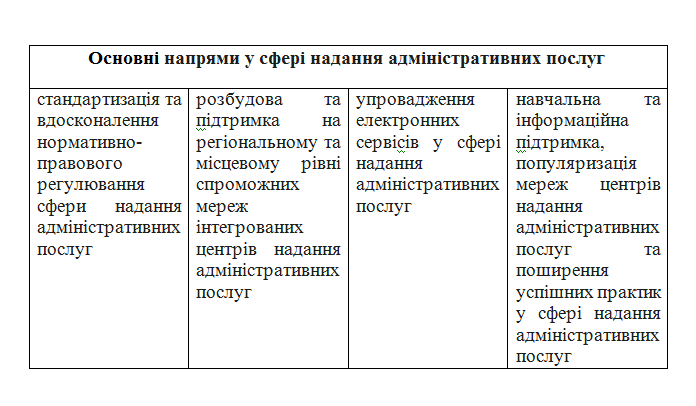 Основні напрями у сфері надання адміністративних послуг
стандартизація та
вдосконалення
нормативно-
правового
регулювання
сфери надання
адміністративних
послуг
розбудова та
підтримка на
регіональному та
місцевому рівні
спроможних
мереж
інтегрованих
центрів надання
адміністративних
послуг
упровадження
електронних
сервісів у сфері
надання
адміністративних
послуг
навчальна та
інформаційна
підтримка,
популяризація
мереж центрів
надання
адміністративних
послуг та
поширення
успішних практик
у сфері надання
адміністративних
послуг